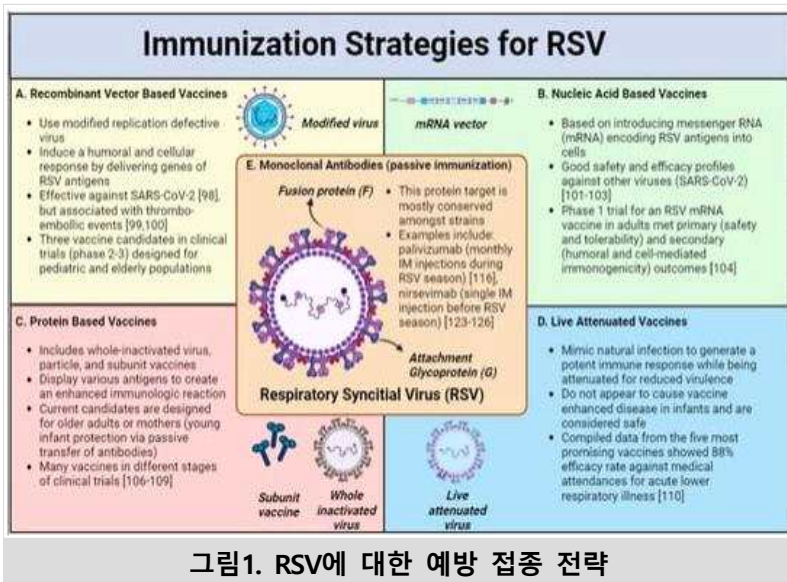 Immunization Strategies for RSV
A. Recombinant Vector Based Vaccines
• Use modified replication defective
virus
• Induce a humoral and cellular
response by delivering genes of
RSV antigens
• Effective against SARS-CoV-2 [98],
but associated with thrombo-
embollic events [99,100]
• Three vaccine candidates in clinical
trials (phase 2-3) designed for
pediatric and elderly populations
Modified virus
mRNA vector
B. Nucleic Acid Based Vaccines
• Based on introducing messenger RNA
(mRNA) encoding RSV antigens into
cells
• Good safety and efficacy profiles
against other viruses (SARS-CoV-2)
[101-103]
• Phase 1 trial for an RSV mRNA
vaccine in adults met primary (safety
and tolerability) and secondary
(humoral and cell-mediated
immonogenicity) outcomes [104]
E. Monoclonal Antibodies (passive immunization)
Fusion protein (F)
• This protein target is
mostly conserved
amongst strains
• Examples include:
palivizumab (monthly
IM injections during
RSV season) [116],
nirsevimab (single IM
injection before RSV
season) [123-126]
Attachment
Glycoprotein (G)
Respiratory Syncitial Virus (RSV)
C. Protein Based Vaccines
• Includes whole-inactivated virus,
particle, and subunit vaccines
• Display various antigens to create
an enhanced immunologic reaction
• Current candidates are designed
for older adults or mothers (young
infant protection via passive
transfer of antibodies)
• Many vaccines in different stages
of clinical trials [106-109]
Subunit
vaccine
Whole
inactivated
virus
Live
attenuated
virus
D. Live Attenuated Vaccines
• Mimic natural infection to generate a
potent immune response while being
attenuated for reduced virulence
• Do not appear to cause vaccine
enhanced disease in infants and are
considered safe
• Compiled data from the five most
promising vaccines showed 88%
efficacy rate against medical
attendances for acute lower
respiratory illness [110]
그림1. RSV에 대한 예방 접종 전략